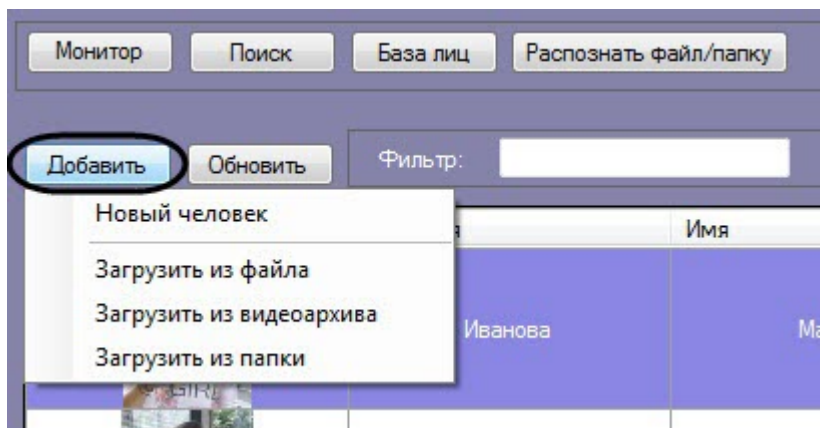 Монитор Поиск База лиц Распознать файл/папку
Добавить Обновить Фильтр:
Новый человек
Имя
Загрузить из файла
Загрузить из видеоархива
Иванова
Загрузить из папки
GIRL